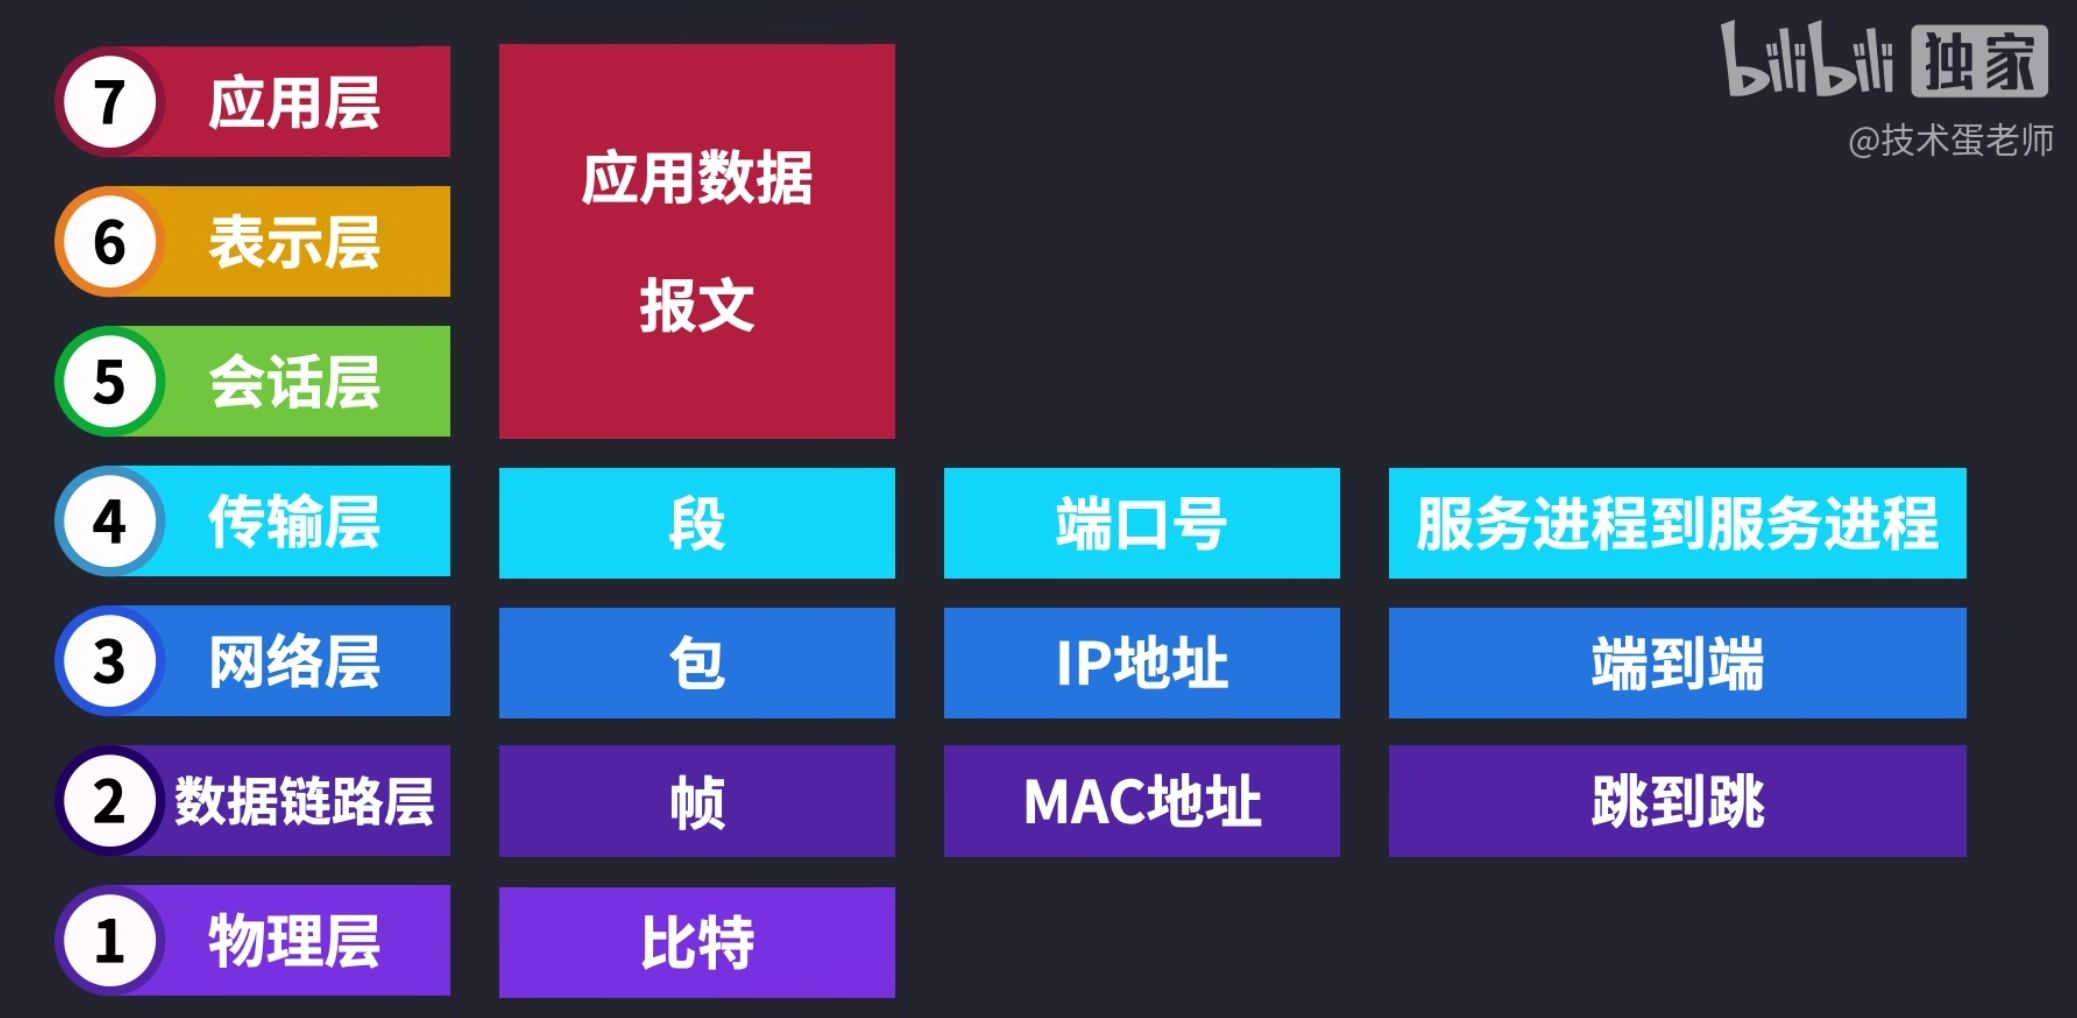 bilibili 独家
@技术蛋老师
7 应用层
应用数据
报文
6 表示层
5 会话层
4 传输层 段 端口号 服务进程到服务进程
3 网络层 包 IP地址 端到端
2 数据链路层 帧 MAC地址 跳到跳
1 物理层 比特